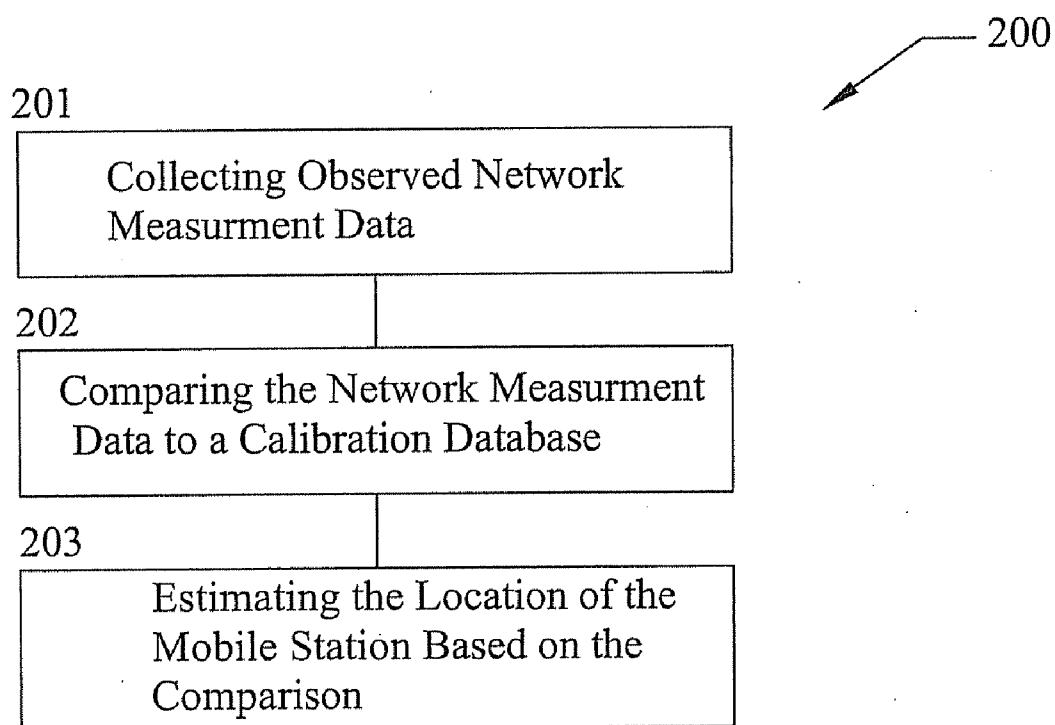 200
201
Collecting Observed Network
Measurment Data
202
Comparing the Network Measurment
Data to a Calibration Database
203
Estimating the Location of the
Mobile Station Based on the
Comparison